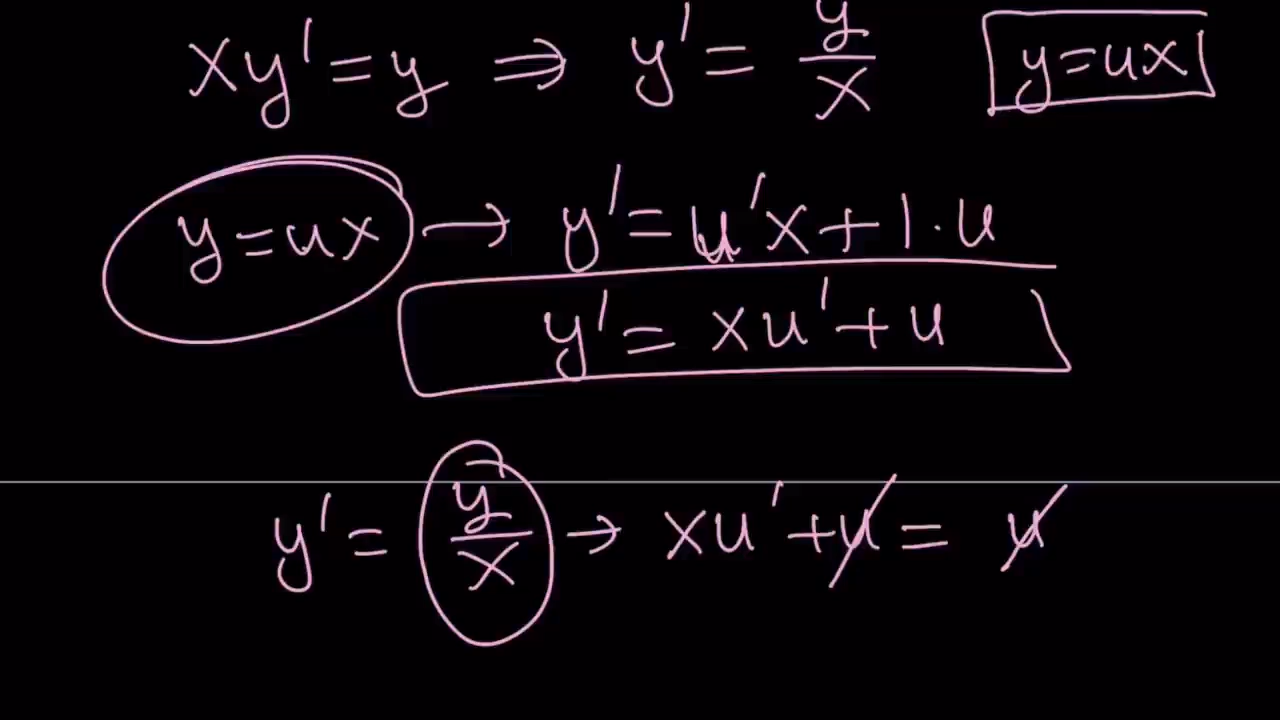 xy' = y ⇒ y' = y/x y = ux
y = ux → y' = u'x + 1·u
y' = xu' + u
y' = y/x → xu' + u = u